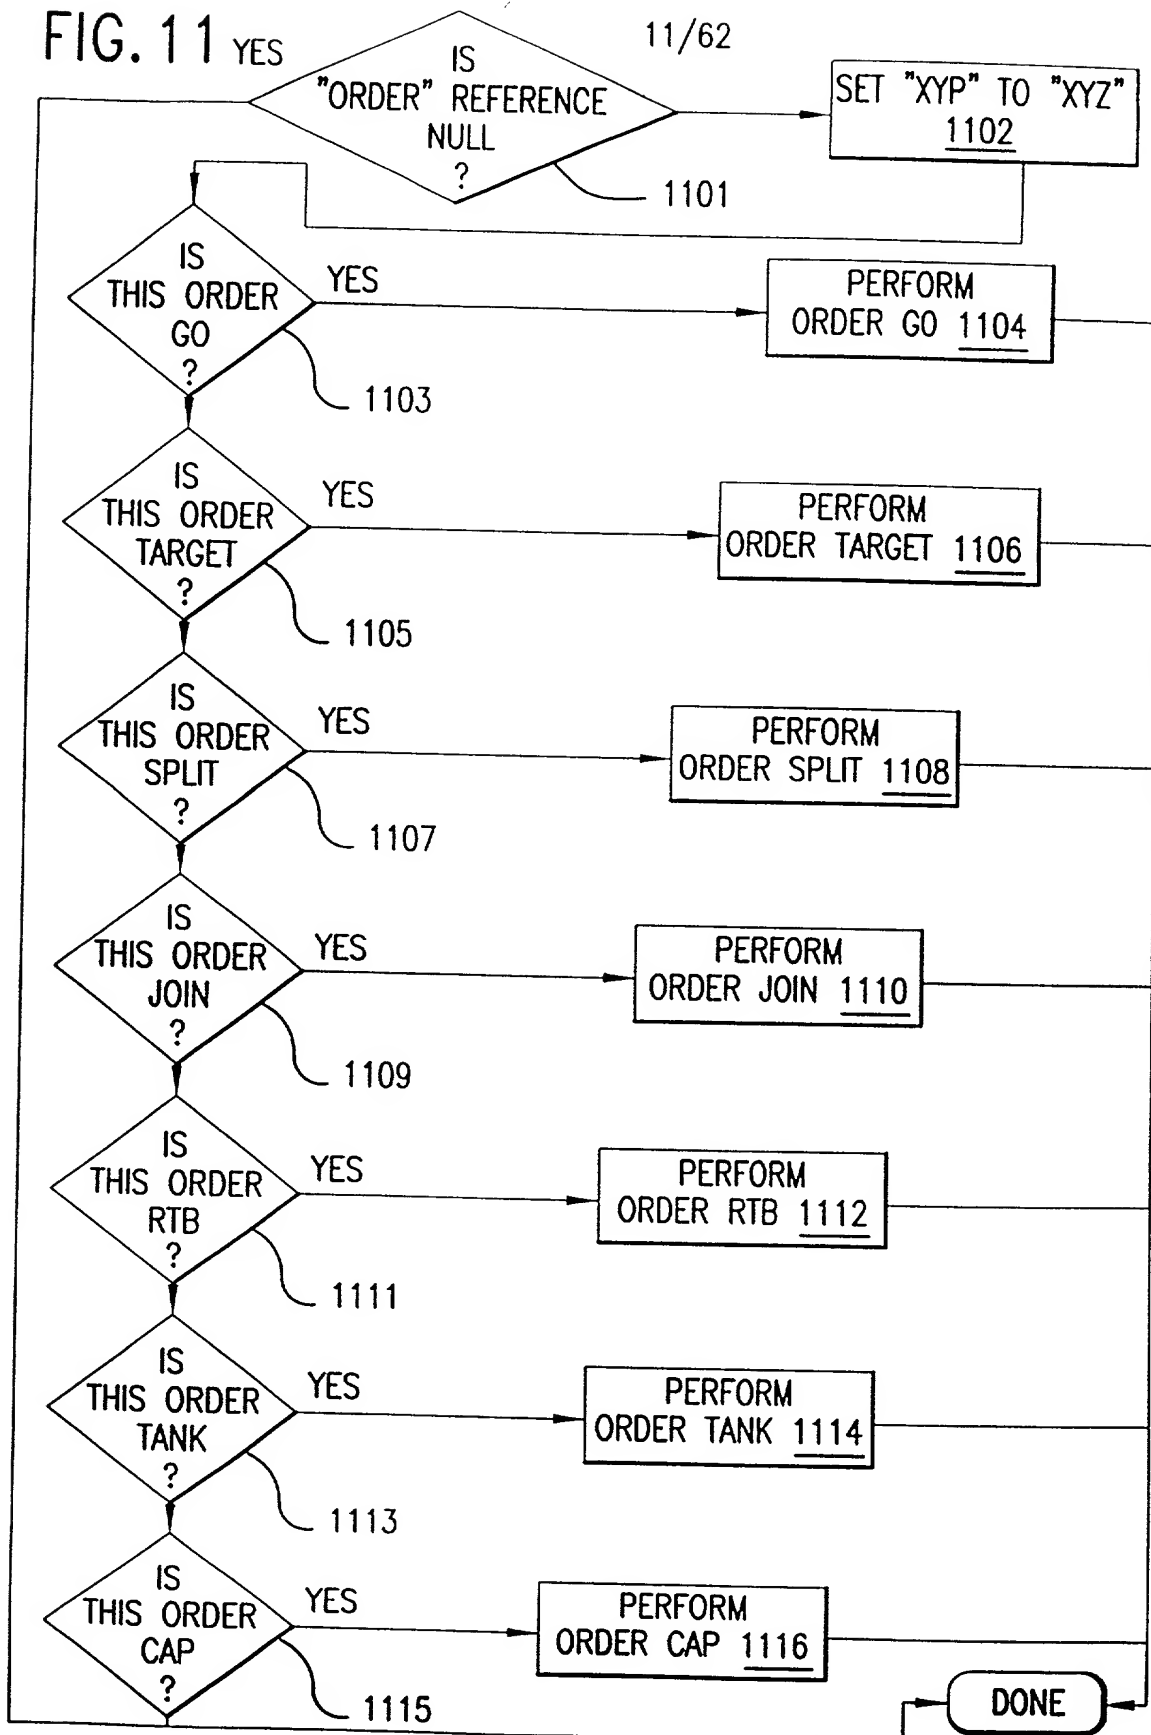 FIG. 11
11/62
YES
IS
"ORDER" REFERENCE
NULL
?
1101
SET "XYP" TO "XYZ"
1102
IS
THIS ORDER
GO
?
1103
YES
PERFORM
ORDER GO 1104
IS
THIS ORDER
TARGET
?
1105
YES
PERFORM
ORDER TARGET 1106
IS
THIS ORDER
SPLIT
?
1107
YES
PERFORM
ORDER SPLIT 1108
IS
THIS ORDER
JOIN
?
1109
YES
PERFORM
ORDER JOIN 1110
IS
THIS ORDER
RTB
?
1111
YES
PERFORM
ORDER RTB 1112
IS
THIS ORDER
TANK
?
1113
YES
PERFORM
ORDER TANK 1114
IS
THIS ORDER
CAP
?
1115
YES
PERFORM
ORDER CAP 1116
DONE